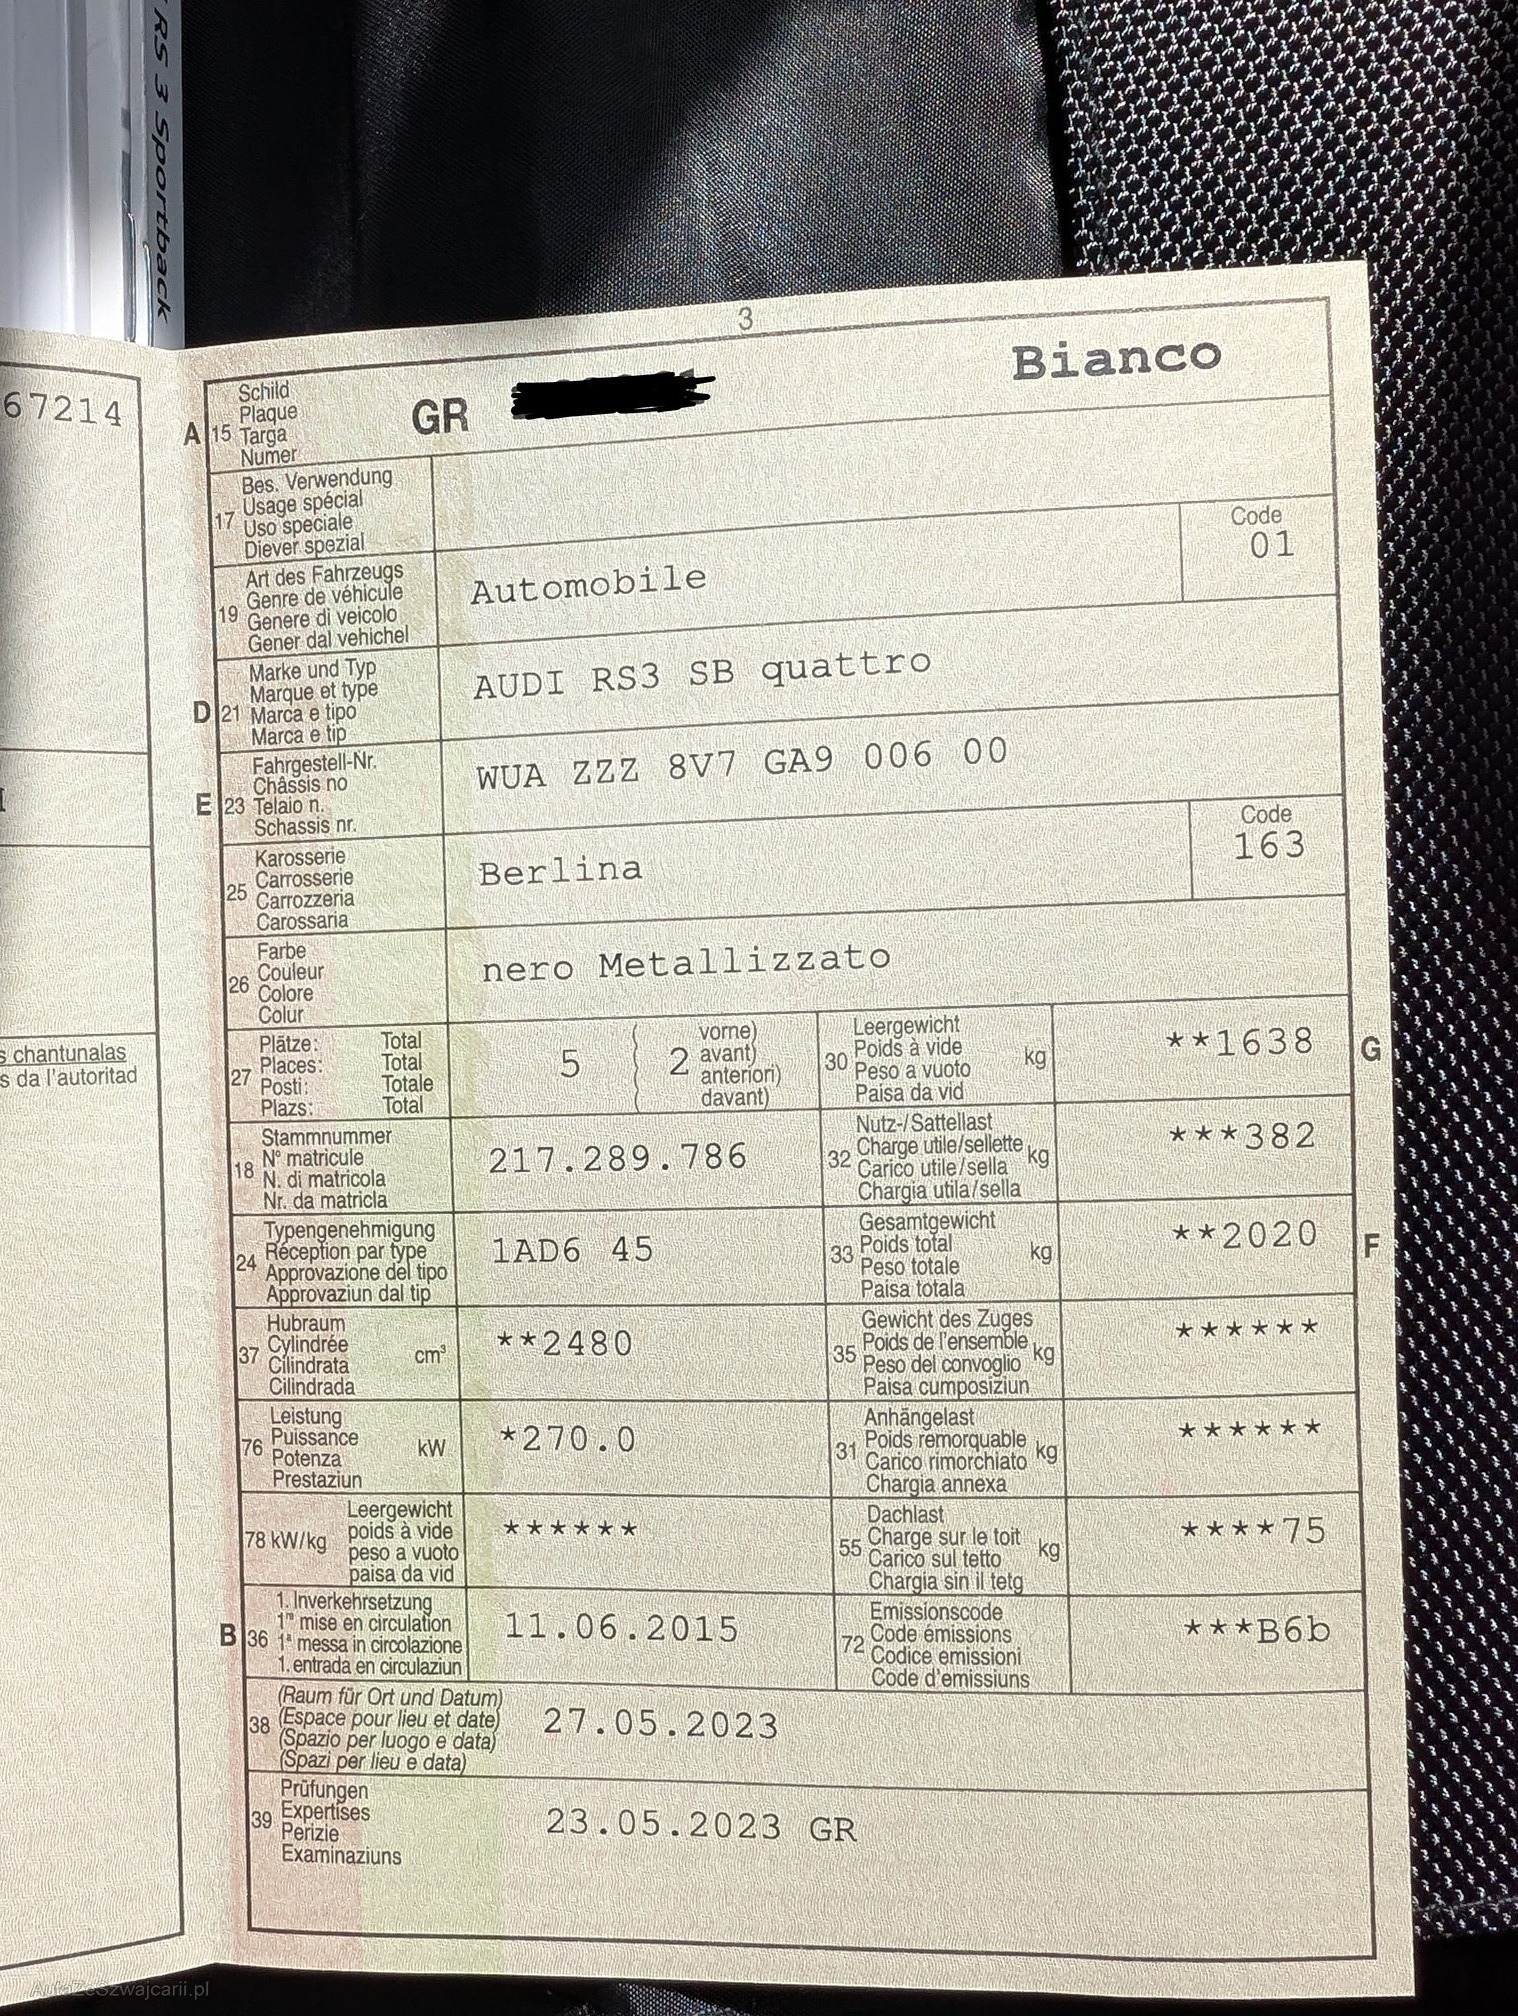 RS 3 Sportback
67214
s chantunalas
s da l'autoritad
3
A 15 Schild
Plaque
Targa
Numer
GR
Bianco
17 Bes. Verwendung
Usage spécial
Uso speciale
Diever spezial
19 Art des Fahrzeugs
Genre de véhicule
Genere di veicolo
Gener dal vehichel
Automobile
Code
01
D 21 Marke und Typ
Marque et type
Marca e tipo
Marca e tip
AUDI RS3 SB quattro
E 23 Fahrgestell-Nr.
Châssis no
Telaio n.
Schassis nr.
WUA ZZZ 8V7 GA9 006 00
25 Karosserie
Carrosserie
Carrozzeria
Carossaria
Berlina
Code
163
26 Farbe
Couleur
Colore
Colur
nero Metallizzato
27 Plätze: Total
Places: Total
Posti: Totale
Plazs: Total
5
2 vorne)
avant)
anteriori)
davant)
30 Leergewicht
Poids à vide
Peso a vuoto
Paisa da vid
kg
**1638
G
18 Stammnummer
N° matricule
N. di matricola
Nr. da matricla
217.289.786
32 Nutz-/Sattellast
Charge utile/sellette
Carico utile/sella
Chargia utila/sella
kg
***382
24 Typengenehmigung
Réception par type
Approvazione del tipo
Approvaziun dal tip
1AD6 45
33 Gesamtgewicht
Poids total
Peso totale
Paisa totala
kg
**2020
F
37 Hubraum
Cylindrée
Cilindrata
Cilindrada
cm³
**2480
35 Gewicht des Zuges
Poids de l'ensemble
Peso del convoglio
Paisa cumposiziun
kg
******
76 Leistung
Puissance
Potenza
Prestaziun
kW
*270.0
31 Anhängelast
Poids remorquable
Carico rimorchiato
Chargia annexa
kg
******
78 kW/kg
Leergewicht
poids à vide
peso a vuoto
paisa da vid
******
55 Dachlast
Charge sur le toit
Carico sul tetto
Chargia sin il tetg
kg
****75
B 36 1. Inverkehrsetzung
1re mise en circulation
1a messa in circolazione
1. entrada en circulaziun
11.06.2015
72 Emissionscode
Code émissions
Codice emissioni
Code d'emissiuns
***B6b
38 (Raum für Ort und Datum)
(Espace pour lieu et date)
(Spazio per luogo e data)
(Spazi per lieu e data)
27.05.2023
39 Prüfungen
Expertises
Perizie
Examinaziuns
23.05.2023 GR
AutaZeSzwajcarii.pl